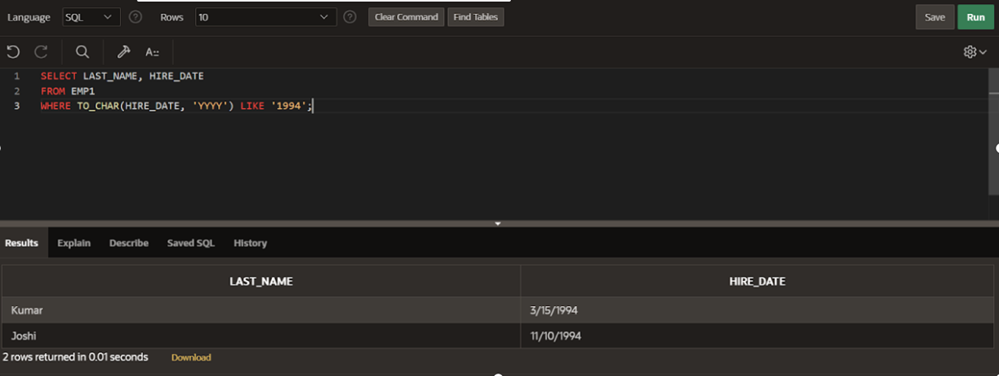 Language SQL Rows 10 Clear Command Find Tables Save Run
A::
1 SELECT LAST_NAME, HIRE_DATE
2 FROM EMP1
3 WHERE TO_CHAR(HIRE_DATE, 'YYYY') LIKE '1994';
Results Explain Describe Saved SQL History
LAST_NAME HIRE_DATE
Kumar 3/15/1994
Joshi 11/10/1994
2 rows returned in 0.01 seconds Download